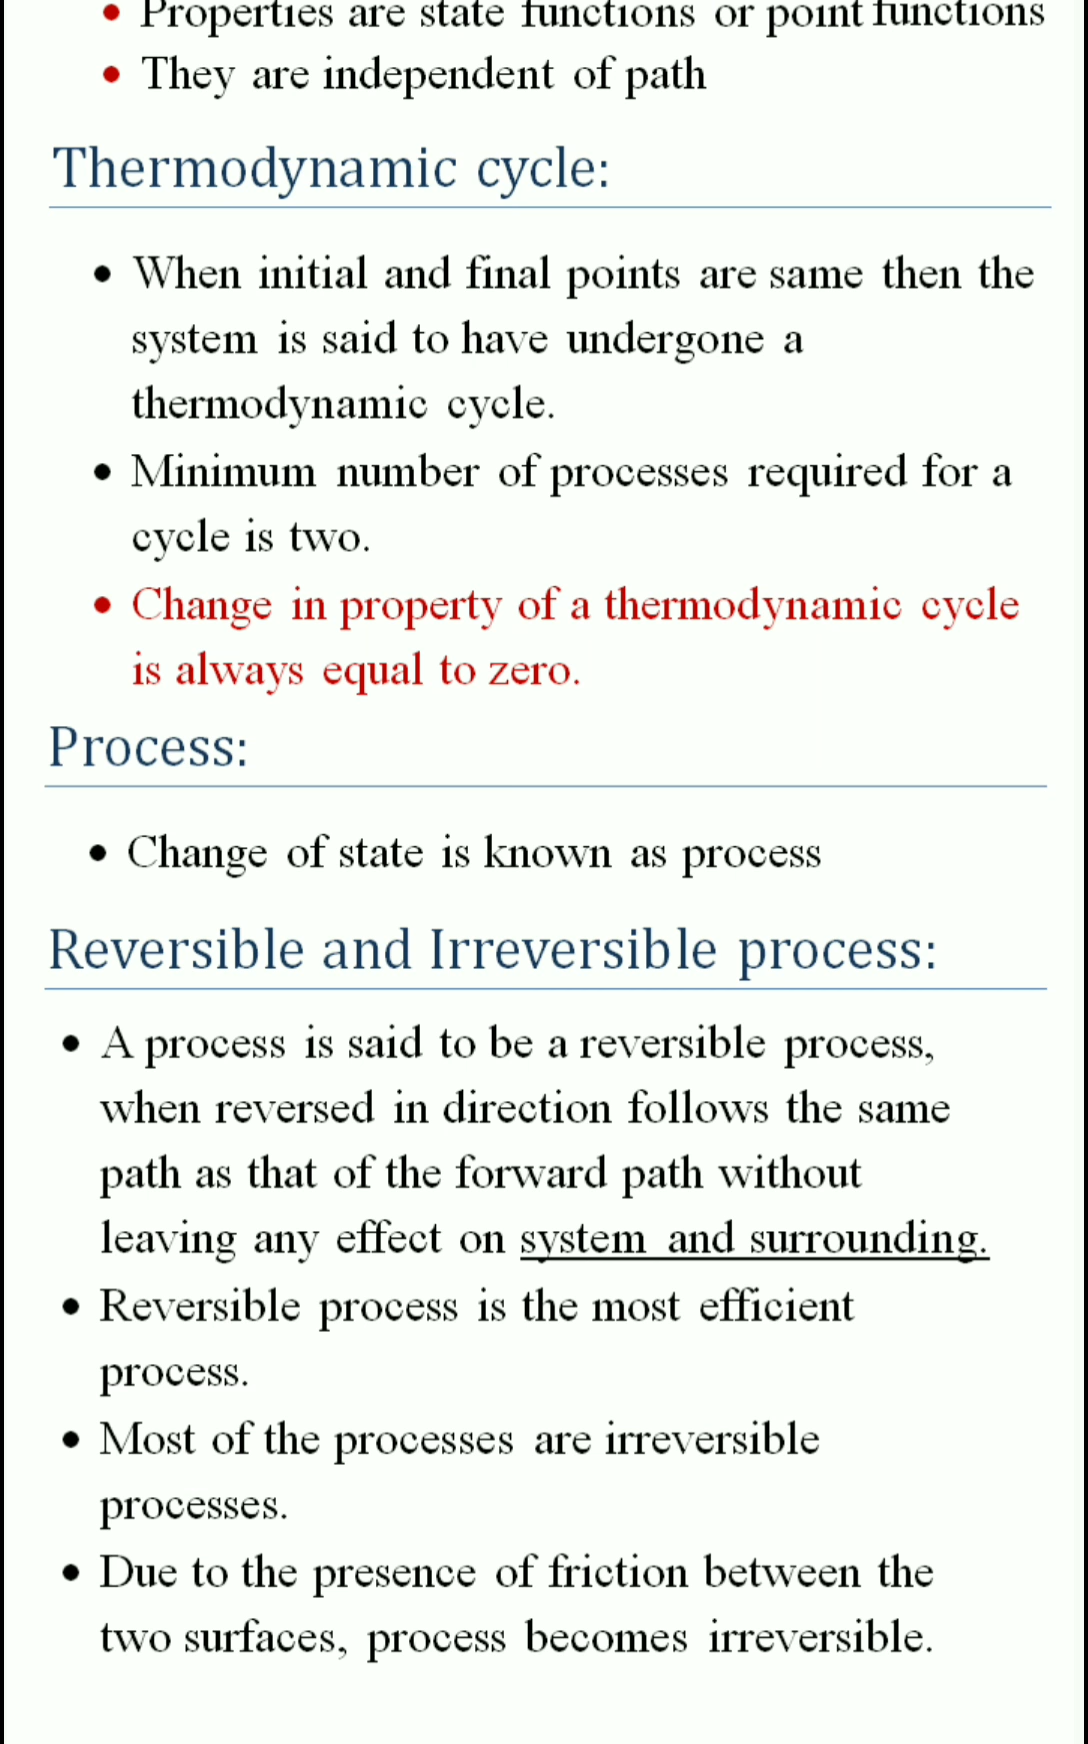 • Properties are state functions or point functions
• They are independent of path
Thermodynamic cycle:
• When initial and final points are same then the
system is said to have undergone a
thermodynamic cycle.
• Minimum number of processes required for a
cycle is two.
• Change in property of a thermodynamic cycle
is always equal to zero.
Process:
• Change of state is known as process
Reversible and Irreversible process:
• A process is said to be a reversible process,
when reversed in direction follows the same
path as that of the forward path without
leaving any effect on system and surrounding.
• Reversible process is the most efficient
process.
• Most of the processes are irreversible
processes.
• Due to the presence of friction between the
two surfaces, process becomes irreversible.